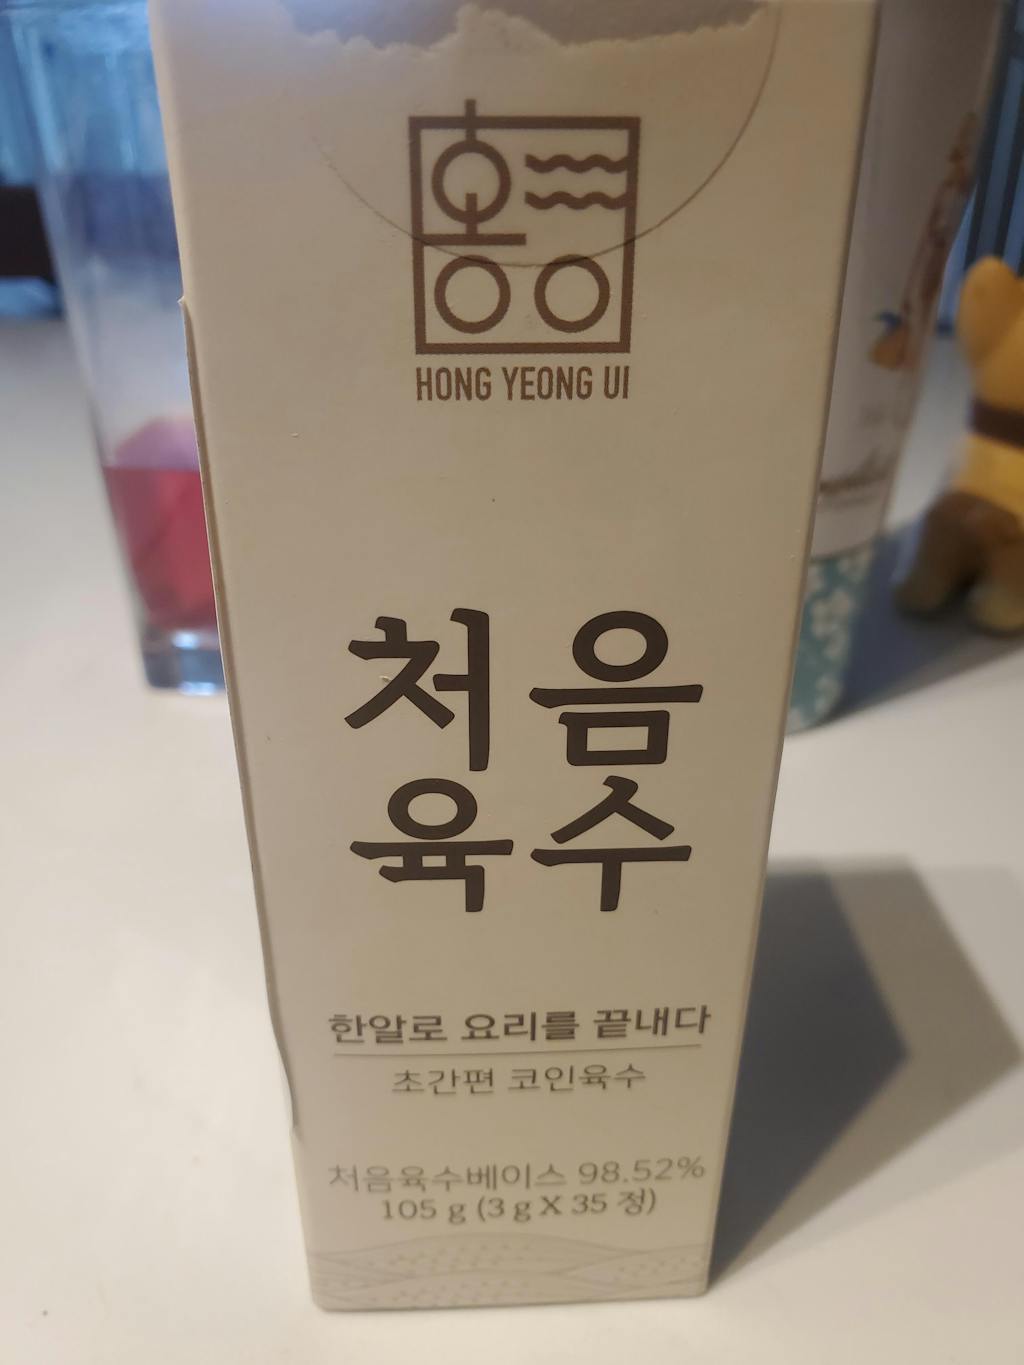 HONG YEONG UI
처음
육수
한알로 요리를 끝내다
초간편 코인육수
처음육수베이스 98.52%
105 g (3 g X 35 정)